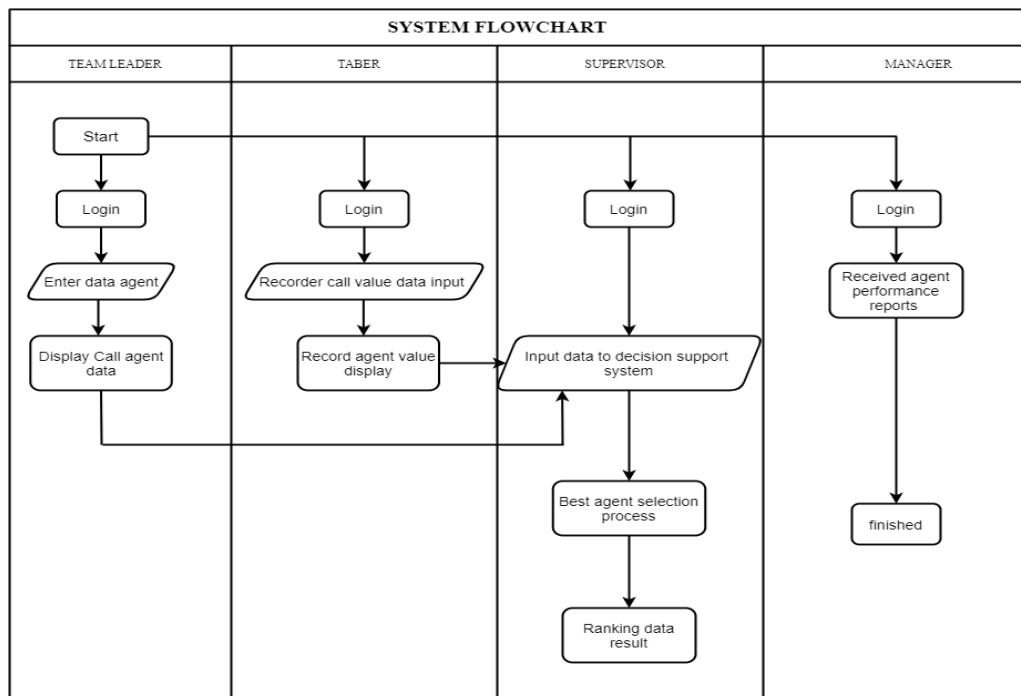 SYSTEM FLOWCHART
TEAM LEADER
TABER
SUPERVISOR
MANAGER
Start
Login
Login
Login
Login
Enter data agent
Recorder call value data input
Received agent
performance
reports
Display Call agent
data
Record agent value
display
Input data to decision support
system
Best agent selection
process
finished
Ranking data
result